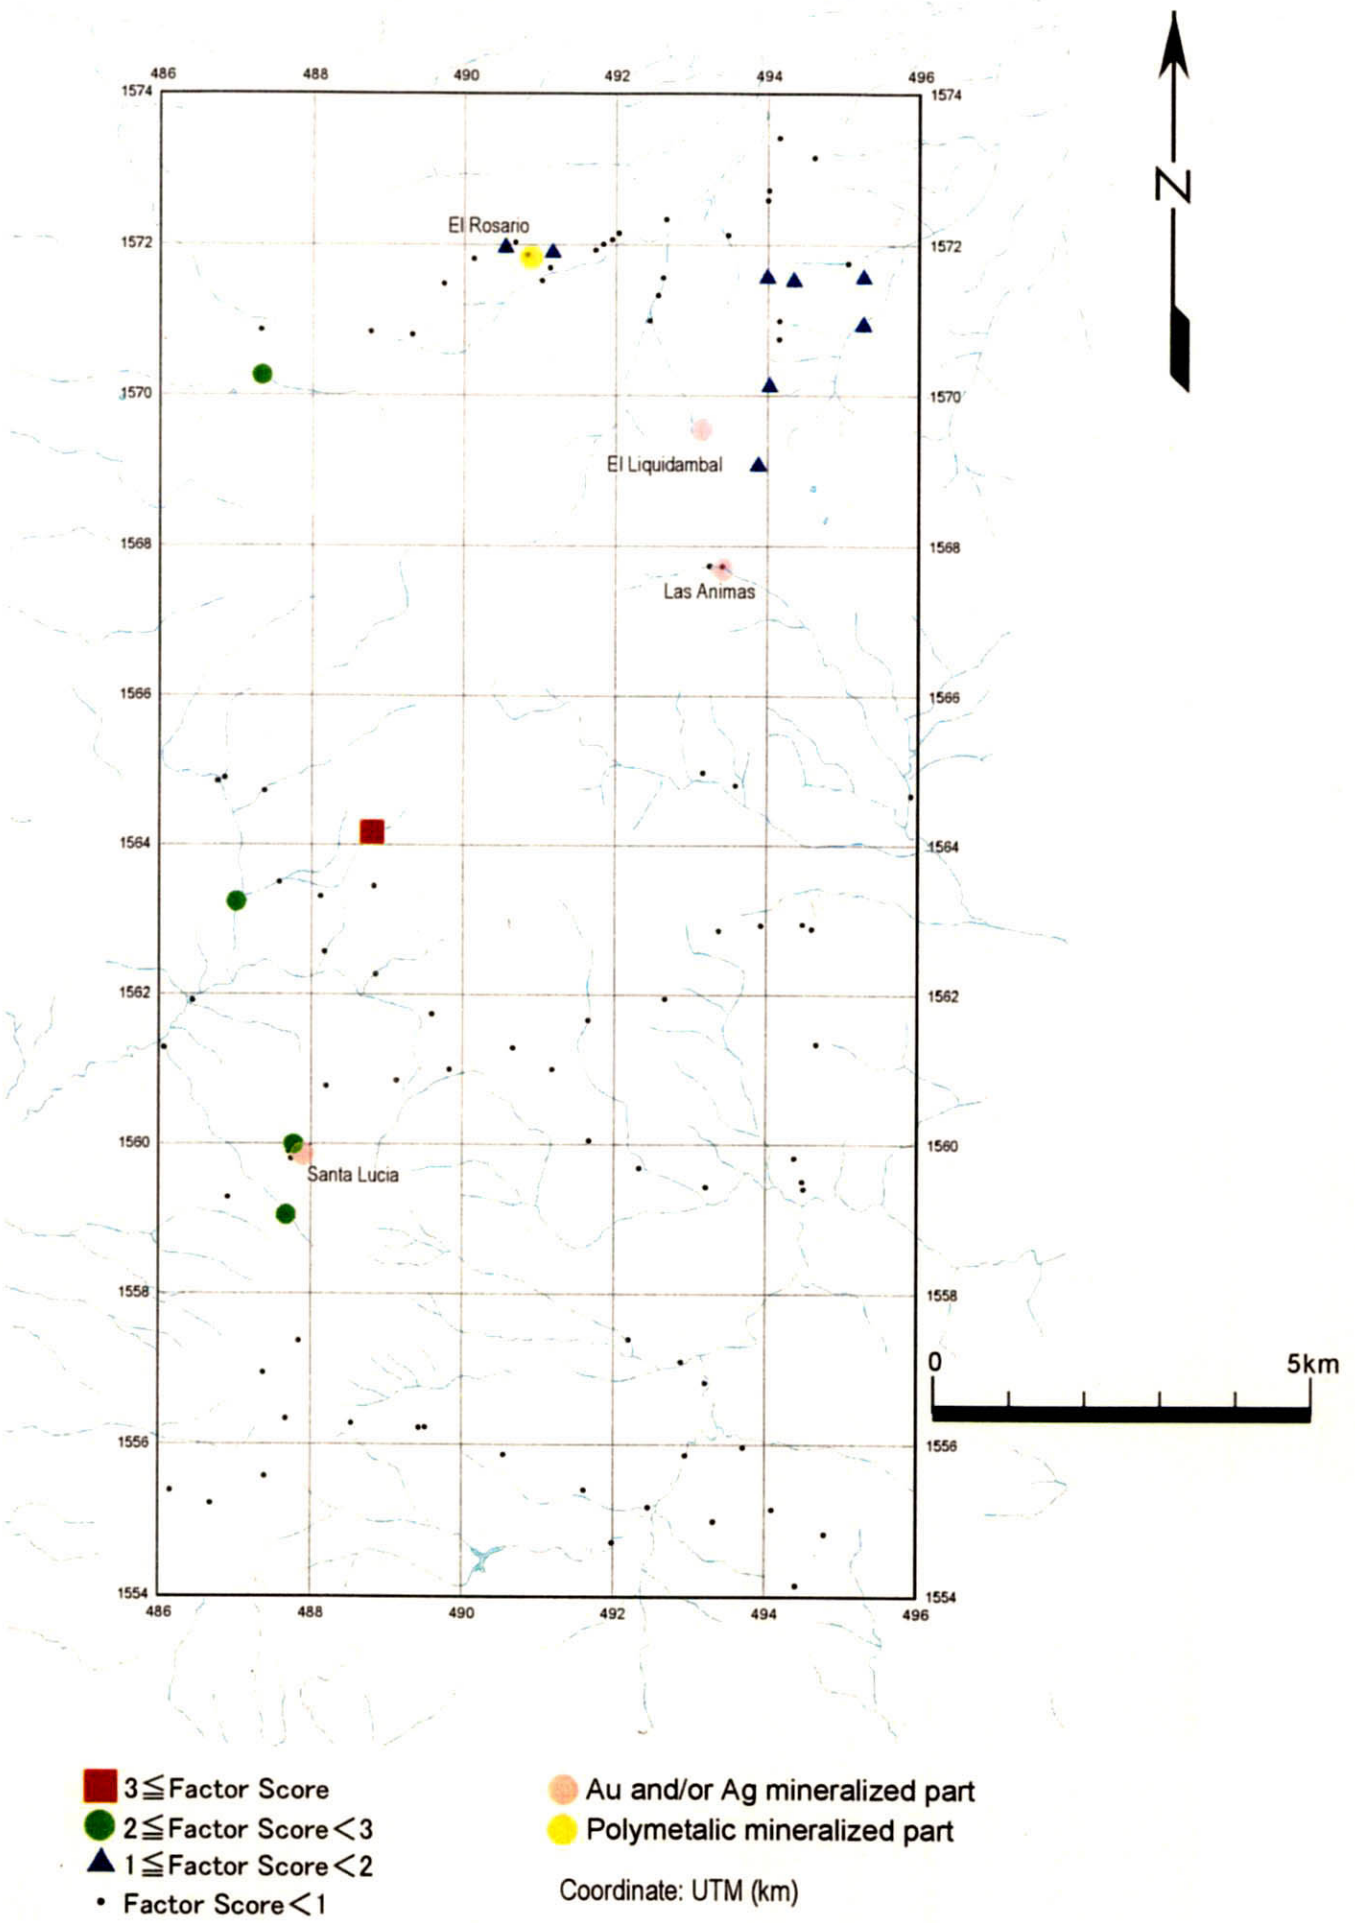 486 488 490 492 494 496
1574 1574
N
El Rosario
1572 1572
1570 1570
El Liquidambal
1568 1568
Las Animas
1566 1566
1564 1564
1562 1562
1560 1560
Santa Lucia
1558 1558
0 5km
1556 1556
1554 1554
486 488 490 492 494 496
3≦Factor Score
2≦Factor Score<3
1≦Factor Score<2
Factor Score<1
Au and/or Ag mineralized part
Polymetalic mineralized part
Coordinate: UTM (km)